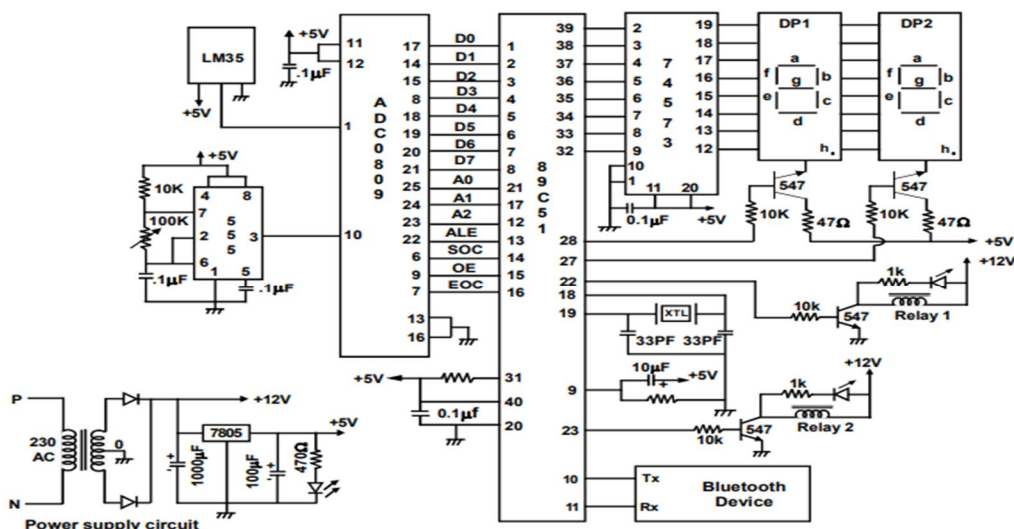 LM35
+5V
+5V
.1µF
11
12
1
10
ADC0809
17
14
15
8
18
19
20
21
25
24
23
22
6
9
7
13
16
D0
D1
D2
D3
D4
D5
D6
D7
A0
A1
A2
ALE
SOC
OE
EOC
1
2
3
4
5
6
7
8
21
17
12
13
14
15
16
31
40
20
89C51
39
38
37
36
35
34
33
32
28
27
22
18
19
9
23
10
11
2
3
4
5
6
7
8
9
10
1
11
20
74573
19
18
17
16
15
14
13
12
0.1µF
+5V
DP1
a
f
g
b
e
c
d
h.
DP2
a
f
g
b
e
c
d
h.
547
10K
47Ω
547
10K
47Ω
+5V
+12V
1k
10k
547
Relay 1
XTL
33PF
33PF
10µF
+5V
+
+12V
1k
10k
547
Relay 2
Tx
Rx
Bluetooth
Device
+5V
10K
100K
.1µF
4
8
7
2
6
3
1
5
555
.1µF
+5V
0.1µf
P
230
AC
N
0
+12V
7805
+5V
1000µF
100µF
470Ω
-
+
-
+
Power supply circuit